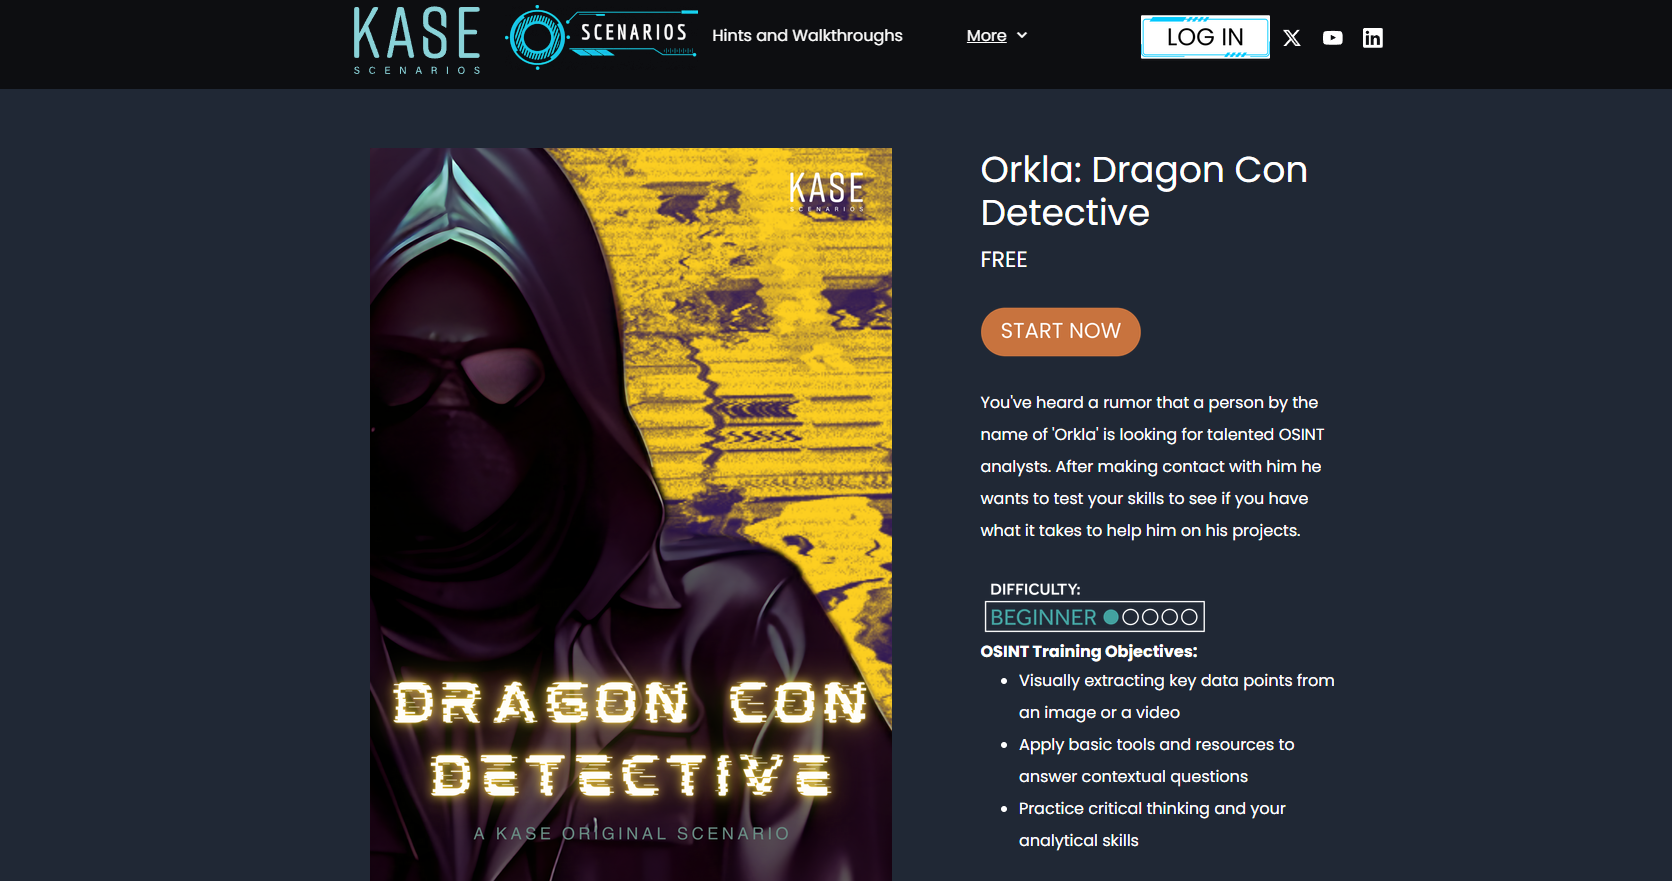 KASE
SCENARIOS
SCENARIOS
Hints and Walkthroughs
More
LOG IN
KASE
SCENARIOS
DRAGON CON
DETECTIVE
A KASE ORIGINAL SCENARIO
Orkla: Dragon Con
Detective
FREE
START NOW
You've heard a rumor that a person by the
name of 'Orkla' is looking for talented OSINT
analysts. After making contact with him he
wants to test your skills to see if you have
what it takes to help him on his projects.
DIFFICULTY:
BEGINNER
OSINT Training Objectives:
Visually extracting key data points from
an image or a video
Apply basic tools and resources to
answer contextual questions
Practice critical thinking and your
analytical skills